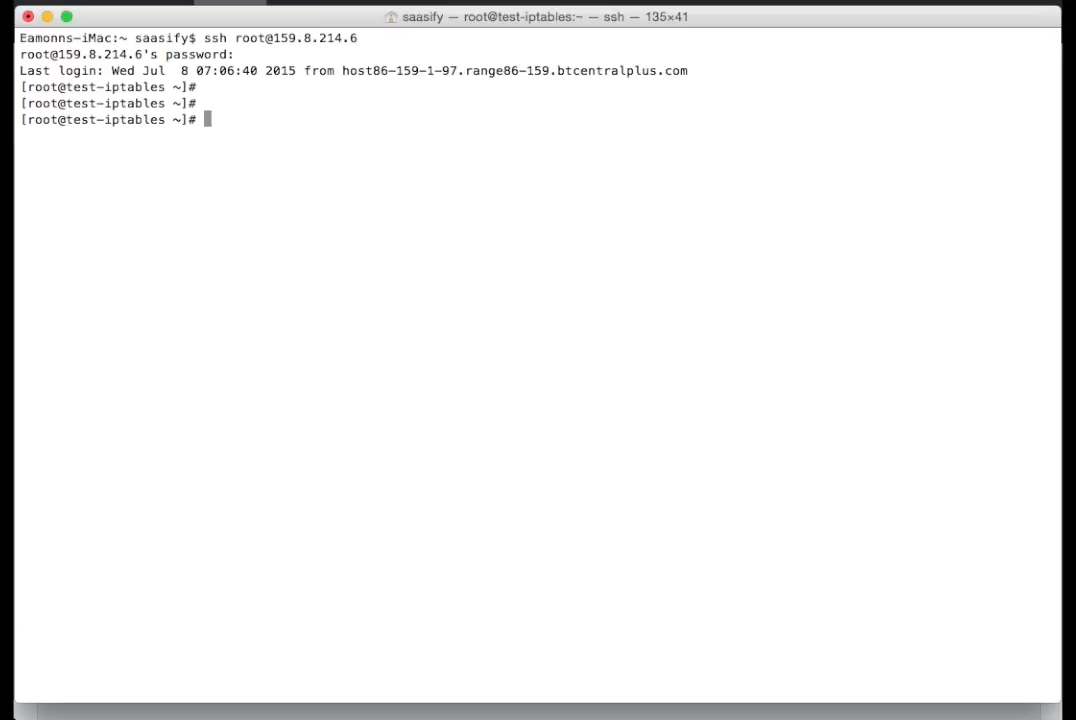 saasify — root@test-iptables:~ — ssh — 135×41
Eamonns-iMac:~ saasify$ ssh root@159.8.214.6
root@159.8.214.6's password:
Last login: Wed Jul  8 07:06:40 2015 from host86-159-1-97.range86-159.btcentralplus.com
[root@test-iptables ~]#
[root@test-iptables ~]#
[root@test-iptables ~]#